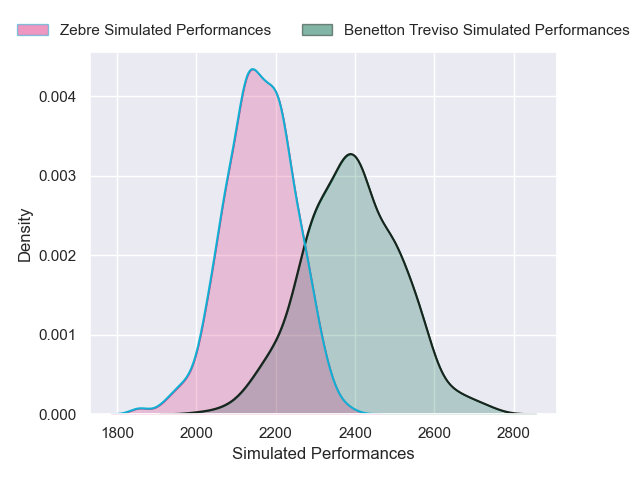 Zebre Simulated Performances
Benetton Treviso Simulated Performances
0.004
0.003
0.002
0.001
0.000
Density
1800 2000 2200 2400 2600 2800
Simulated Performances